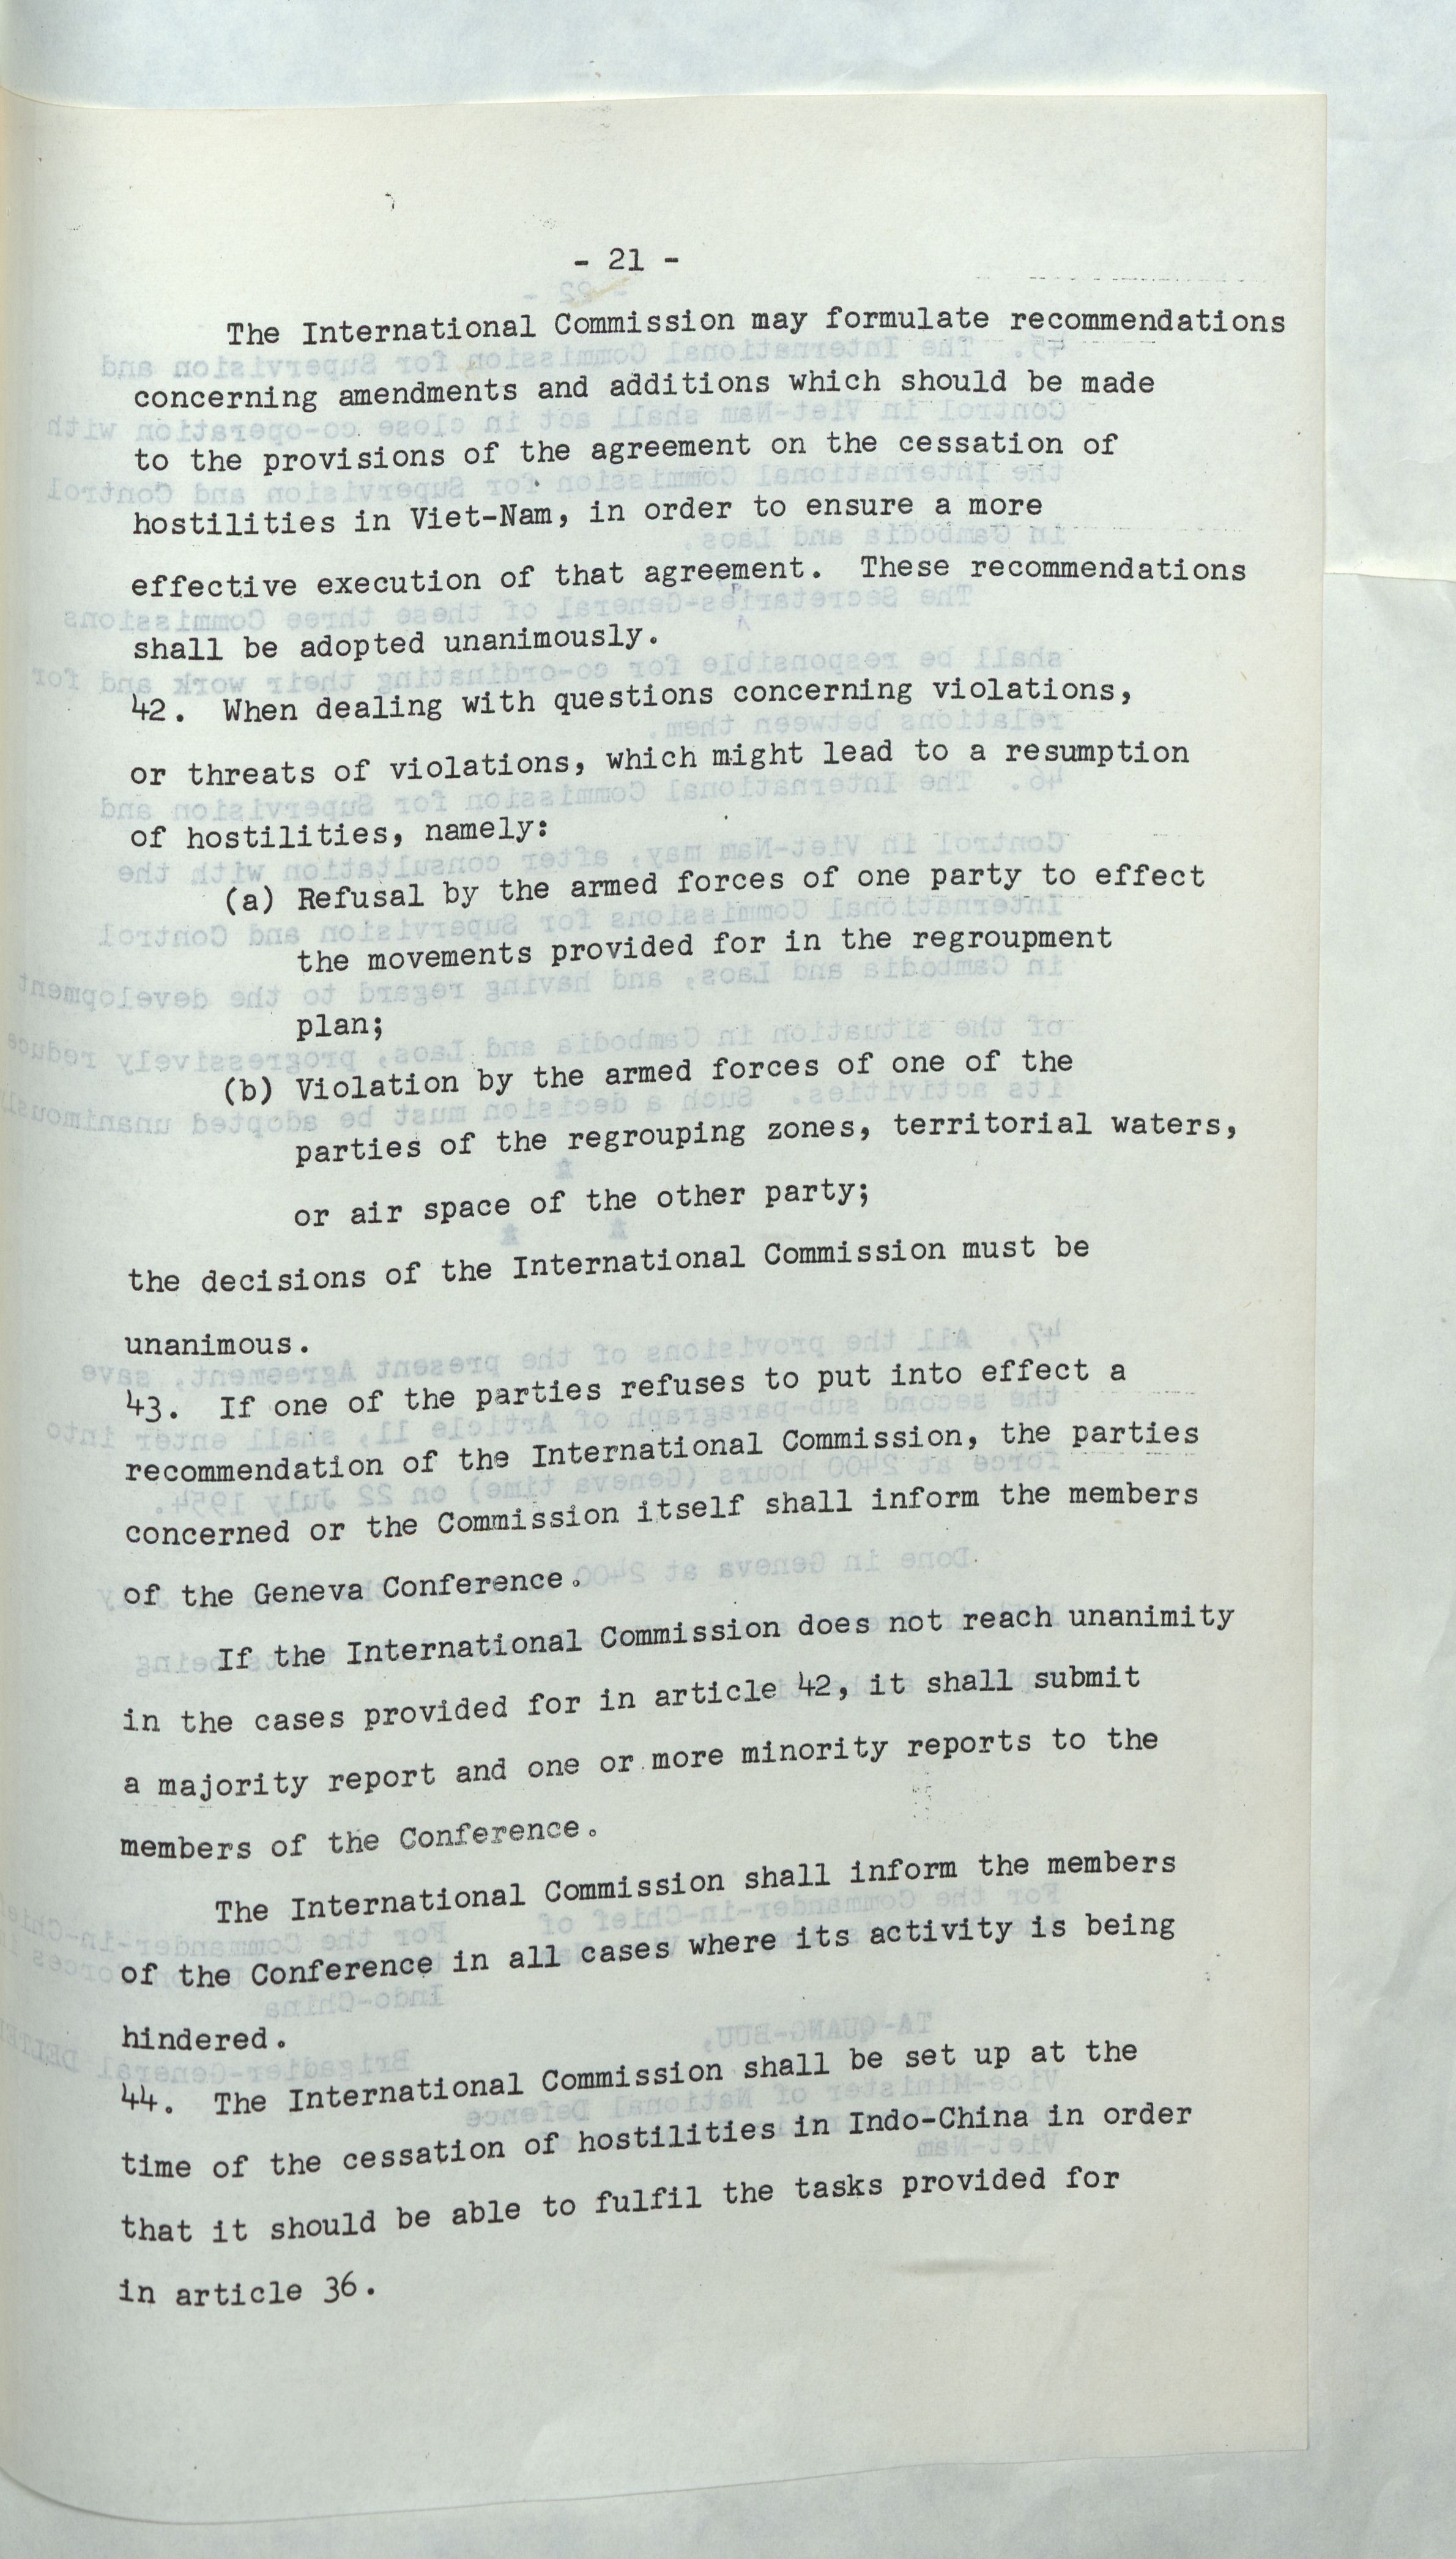 - 21 -
The International Commission may formulate recommendations
concerning amendments and additions which should be made
to the provisions of the agreement on the cessation of
hostilities in Viet-Nam, in order to ensure a more
effective execution of that agreement. These recommendations
shall be adopted unanimously.
42. When dealing with questions concerning violations,
or threats of violations, which might lead to a resumption
of hostilities, namely:
(a) Refusal by the armed forces of one party to effect
the movements provided for in the regroupment
plan;
(b) Violation by the armed forces of one of the
parties of the regrouping zones, territorial waters,
or air space of the other party;
the decisions of the International Commission must be
unanimous.
43. If one of the parties refuses to put into effect a
recommendation of the International Commission, the parties
concerned or the Commission itself shall inform the members
of the Geneva Conference.
If the International Commission does not reach unanimity
in the cases provided for in article 42, it shall submit
a majority report and one or more minority reports to the
members of the Conference.
The International Commission shall inform the members
of the Conference in all cases where its activity is being
hindered.
44. The International Commission shall be set up at the
time of the cessation of hostilities in Indo-China in order
that it should be able to fulfil the tasks provided for
in article 36.